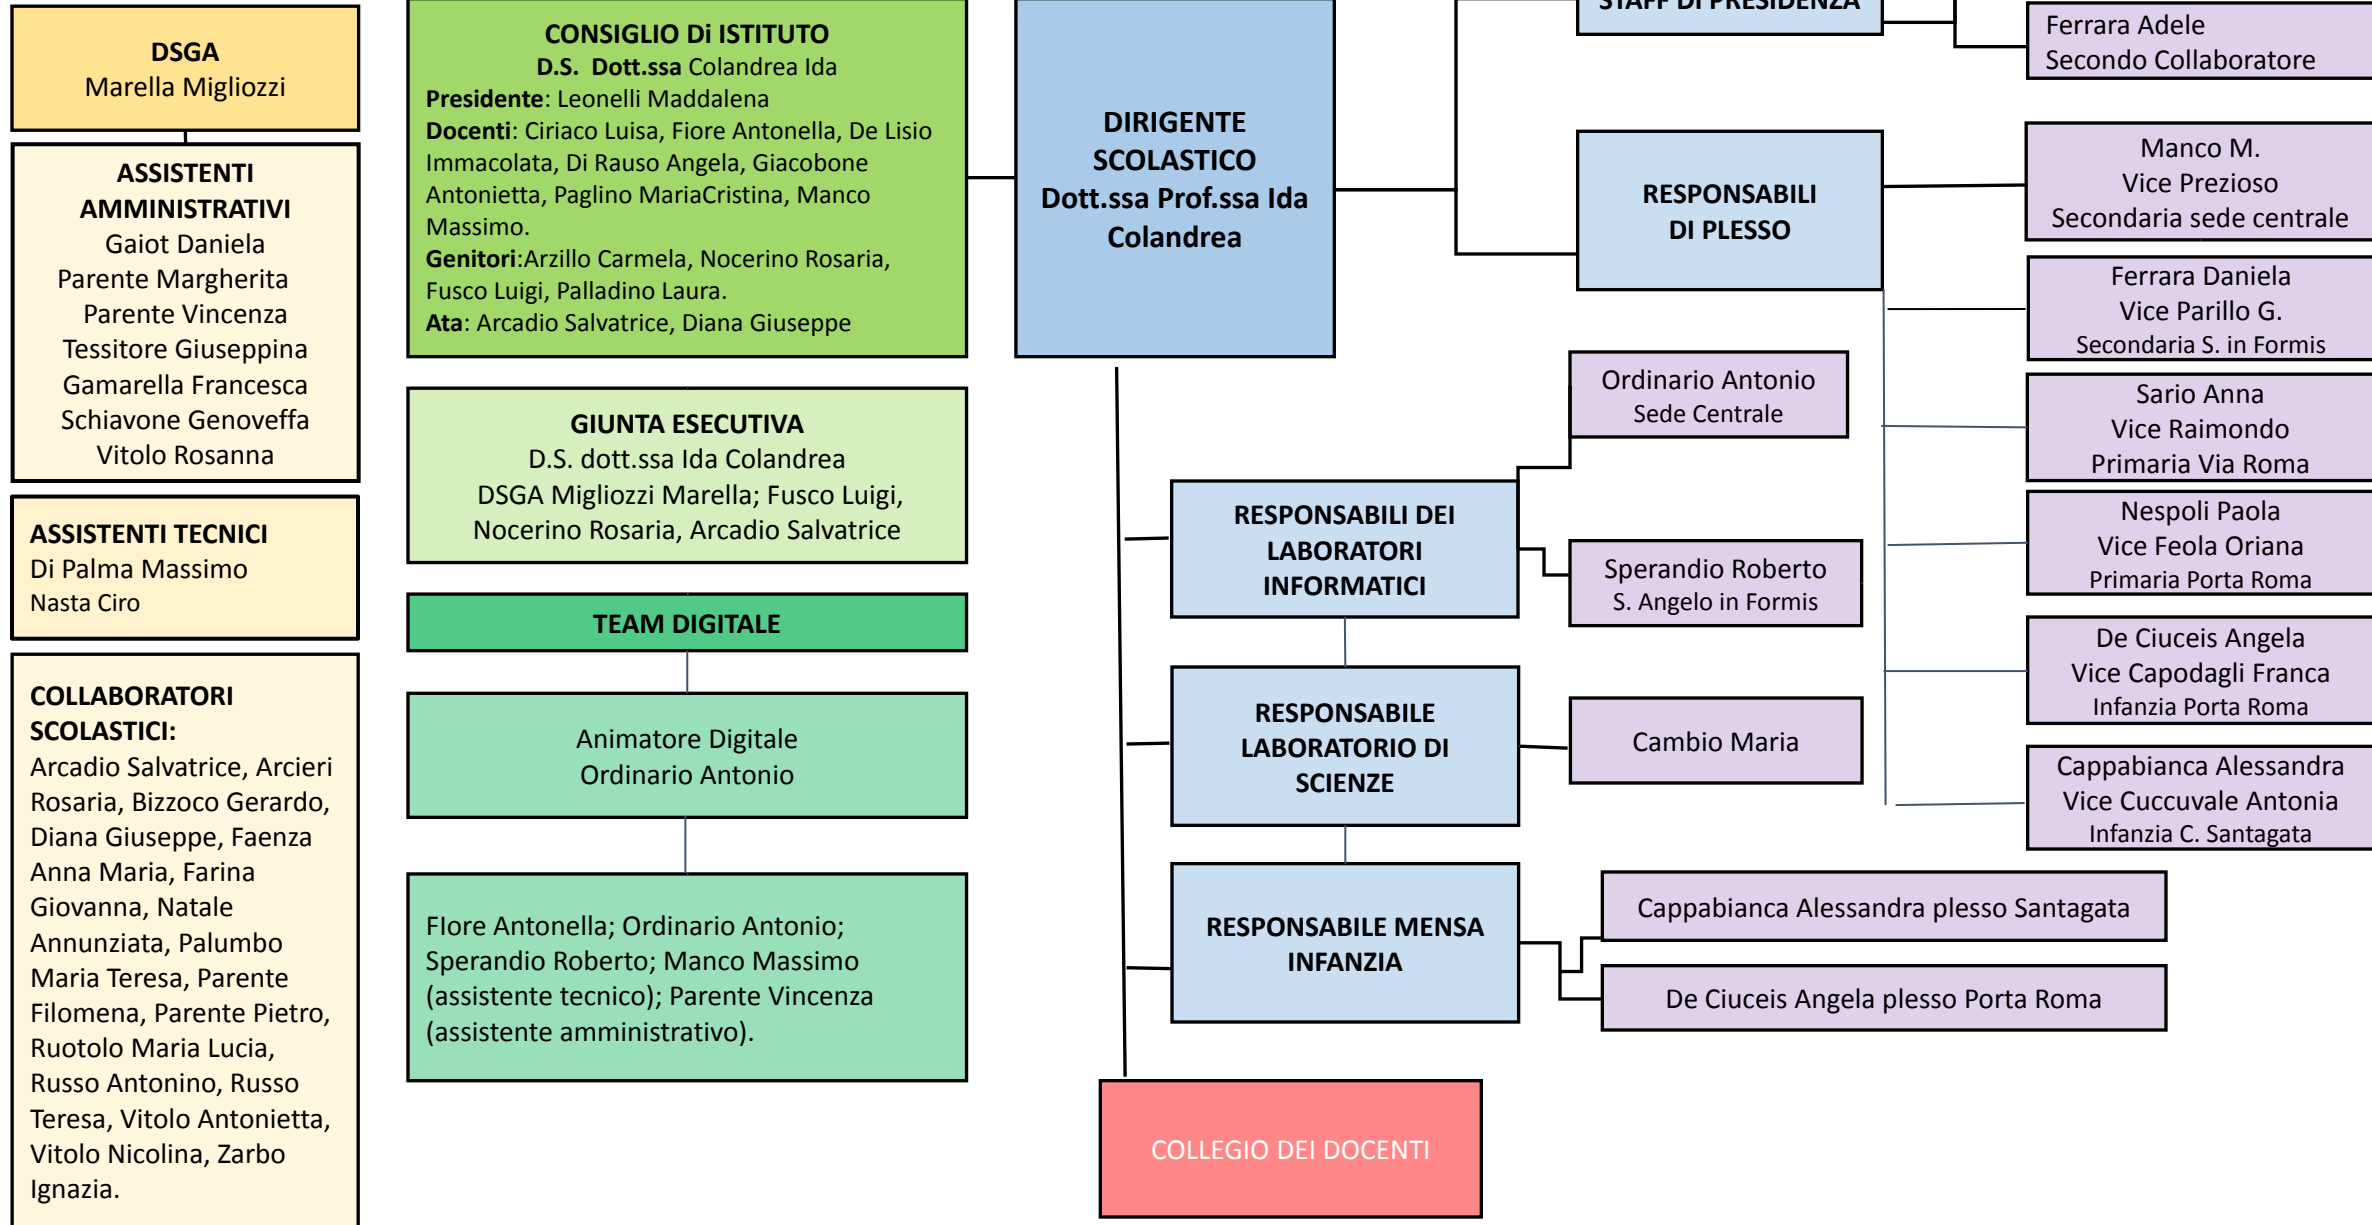 DSGA
Marella Migliozzi
ASSISTENTI
AMMINISTRATIVI
Gaiot Daniela
Parente Margherita
Parente Vincenza
Tessitore Giuseppina
Gamarella Francesca
Schiavone Genoveffa
Vitolo Rosanna
ASSISTENTI TECNICI
Di Palma Massimo
Nasta Ciro
COLLABORATORI
SCOLASTICI:
Arcadio Salvatrice, Arcieri
Rosaria, Bizzoco Gerardo,
Diana Giuseppe, Faenza
Anna Maria, Farina
Giovanna, Natale
Annunziata, Palumbo
Maria Teresa, Parente
Filomena, Parente Pietro,
Ruotolo Maria Lucia,
Russo Antonino, Russo
Teresa, Vitolo Antonietta,
Vitolo Nicolina, Zarbo
Ignazia.
CONSIGLIO Di ISTITUTO
D.S. Dott.ssa Colandrea Ida
Presidente: Leonelli Maddalena
Docenti: Ciriaco Luisa, Fiore Antonella, De Lisio
Immacolata, Di Rauso Angela, Giacobone
Antonietta, Paglino MariaCristina, Manco
Massimo.
Genitori:Arzillo Carmela, Nocerino Rosaria,
Fusco Luigi, Palladino Laura.
Ata: Arcadio Salvatrice, Diana Giuseppe
GIUNTA ESECUTIVA
D.S. dott.ssa Ida Colandrea
DSGA Migliozzi Marella; Fusco Luigi,
Nocerino Rosaria, Arcadio Salvatrice
TEAM DIGITALE
Animatore Digitale
Ordinario Antonio
FIore Antonella; Ordinario Antonio;
Sperandio Roberto; Manco Massimo
(assistente tecnico); Parente Vincenza
(assistente amministrativo).
DIRIGENTE
SCOLASTICO
Dott.ssa Prof.ssa Ida
Colandrea
STAFF DI PRESIDENZA
Ferrara Adele
Secondo Collaboratore
RESPONSABILI
DI PLESSO
Manco M.
Vice Prezioso
Secondaria sede centrale
Ferrara Daniela
Vice Parillo G.
Secondaria S. in Formis
Sario Anna
Vice Raimondo
Primaria Via Roma
Nespoli Paola
Vice Feola Oriana
Primaria Porta Roma
De Ciuceis Angela
Vice Capodagli Franca
Infanzia Porta Roma
Cappabianca Alessandra
Vice Cuccuvale Antonia
Infanzia C. Santagata
Ordinario Antonio
Sede Centrale
RESPONSABILI DEI
LABORATORI
INFORMATICI
Sperandio Roberto
S. Angelo in Formis
RESPONSABILE
LABORATORIO DI
SCIENZE
Cambio Maria
RESPONSABILE MENSA
INFANZIA
Cappabianca Alessandra plesso Santagata
De Ciuceis Angela plesso Porta Roma
COLLEGIO DEI DOCENTI